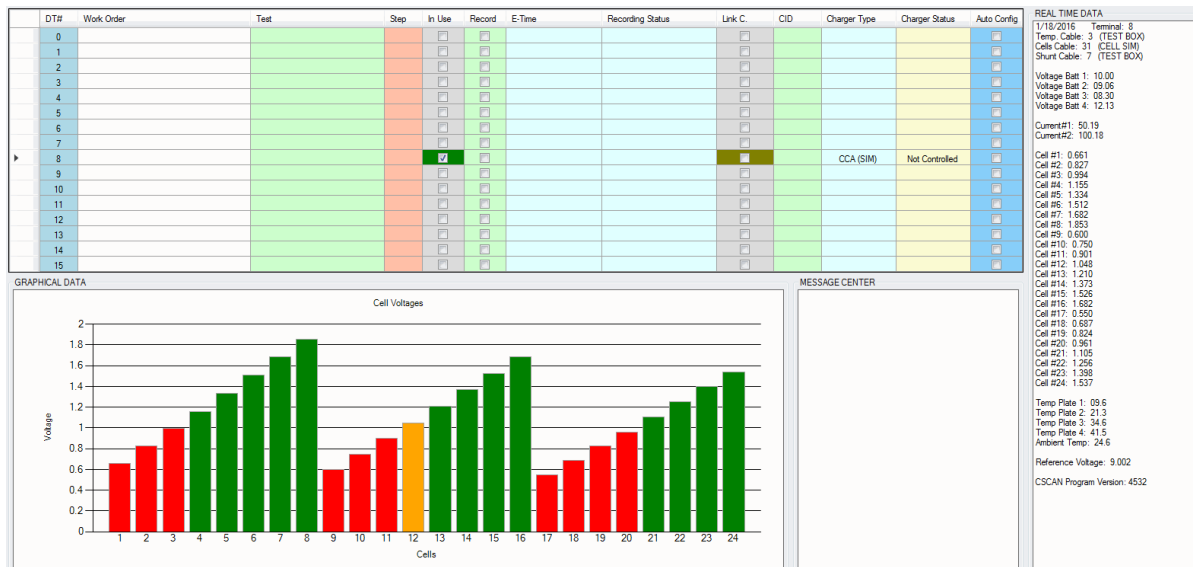 DT# Work Order Test Step In Use Record E-Time Recording Status Link C. CID Charger Type Charger Status Auto Config
0
1
2
3
4
5
6
7
8 CCA (SIM) Not Controlled
9
10
11
12
13
14
15
GRAPHICAL DATA
Cell Voltages
2
1.8
1.6
1.4
1.2
1
0.8
0.6
0.4
0.2
0
Voltage
1 2 3 4 5 6 7 8 9 10 11 12 13 14 15 16 17 18 19 20 21 22 23 24
Cells
MESSAGE CENTER
REAL TIME DATA
1/18/2016 Terminal: 8
Temp. Cable: 3 (TEST BOX)
Cells Cable: 31 (CELL SIM)
Shunt Cable: 7 (TEST BOX)
Voltage Batt 1: 10.00
Voltage Batt 2: 09.06
Voltage Batt 3: 08.30
Voltage Batt 4: 12.13
Current#1: 50.19
Current#2: 100.18
Cell #1: 0.661
Cell #2: 0.827
Cell #3: 0.994
Cell #4: 1.155
Cell #5: 1.334
Cell #6: 1.512
Cell #7: 1.682
Cell #8: 1.853
Cell #9: 0.600
Cell #10: 0.750
Cell #11: 0.901
Cell #12: 1.048
Cell #13: 1.210
Cell #14: 1.373
Cell #15: 1.526
Cell #16: 1.682
Cell #17: 0.550
Cell #18: 0.687
Cell #19: 0.824
Cell #20: 0.961
Cell #21: 1.105
Cell #22: 1.256
Cell #23: 1.398
Cell #24: 1.537
Temp Plate 1: 09.6
Temp Plate 2: 21.3
Temp Plate 3: 34.6
Temp Plate 4: 41.5
Ambient Temp: 24.6
Reference Voltage: 9.002
CSCAN Program Version: 4532